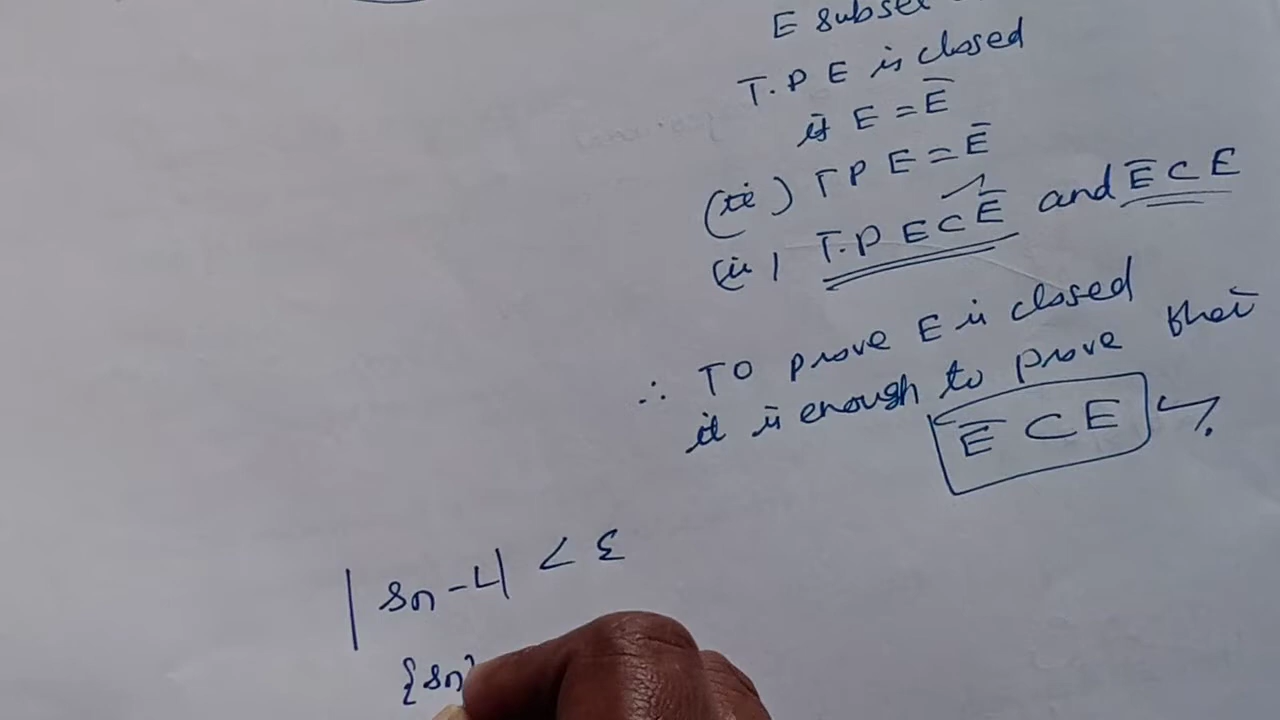 E subset
T.P E is closed
if E = E̅
(ie) TP E = E̅
(ie) T.P E ⊂ E̅ and E̅ ⊂ E
∴ To prove E is closed
it is enough to prove that
E̅ ⊂ E
|Sn - L| < ε
{Sn}